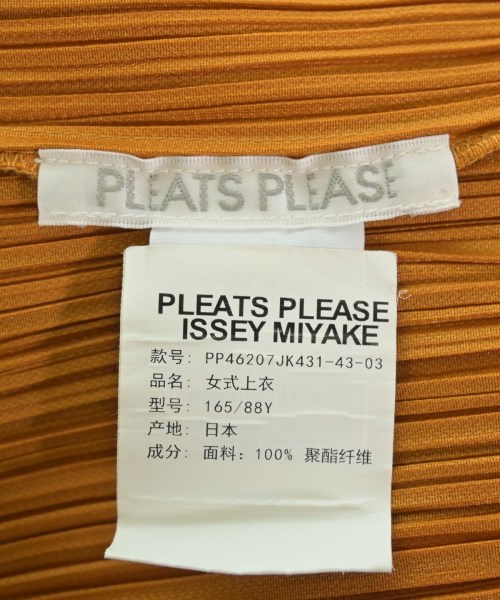 PLEATS PLEASE
PLEATS PLEASE
ISSEY MIYAKE
款号: PP46207JK431-43-03
品名: 女式上衣
型号: 165/88Y
产地: 日本
成分: 面料: 100% 聚酯纤维